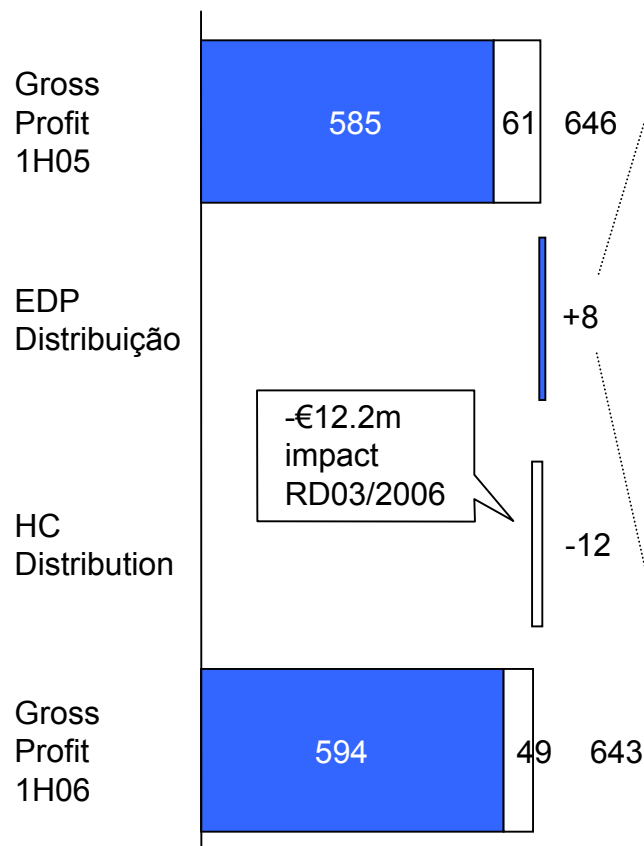 Gross
Profit
1H05
585
61
646
EDP
Distribuição
+8
-€12.2m
impact
RD03/2006
HC
Distribution
-12
Gross
Profit
1H06
594
49
643